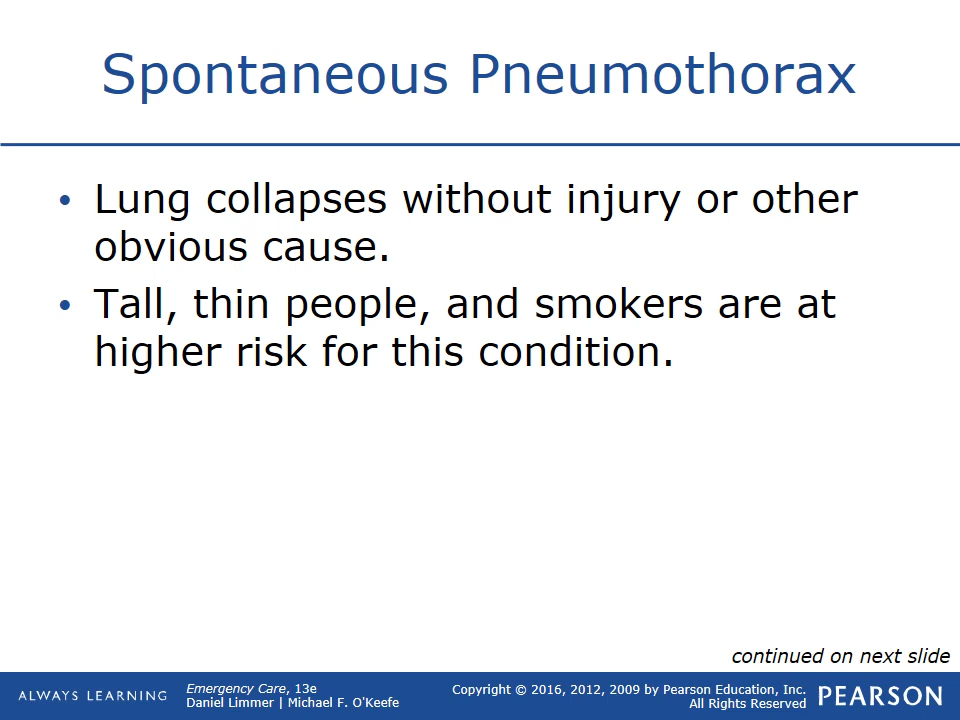 Spontaneous Pneumothorax
• Lung collapses without injury or other
obvious cause.
• Tall, thin people, and smokers are at
higher risk for this condition.
continued on next slide
ALWAYS LEARNING
Emergency Care, 13e
Daniel Limmer | Michael F. O'Keefe
Copyright © 2016, 2012, 2009 by Pearson Education, Inc.
All Rights Reserved
PEARSON